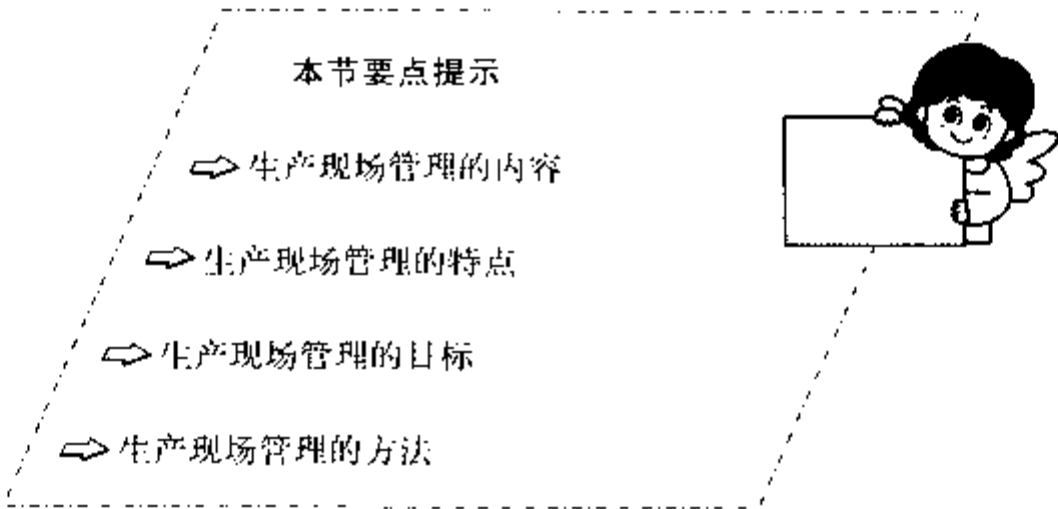 本节要点提示
生产现场管理的内容
生产现场管理的特点
生产现场管理的目标
生产现场管理的方法